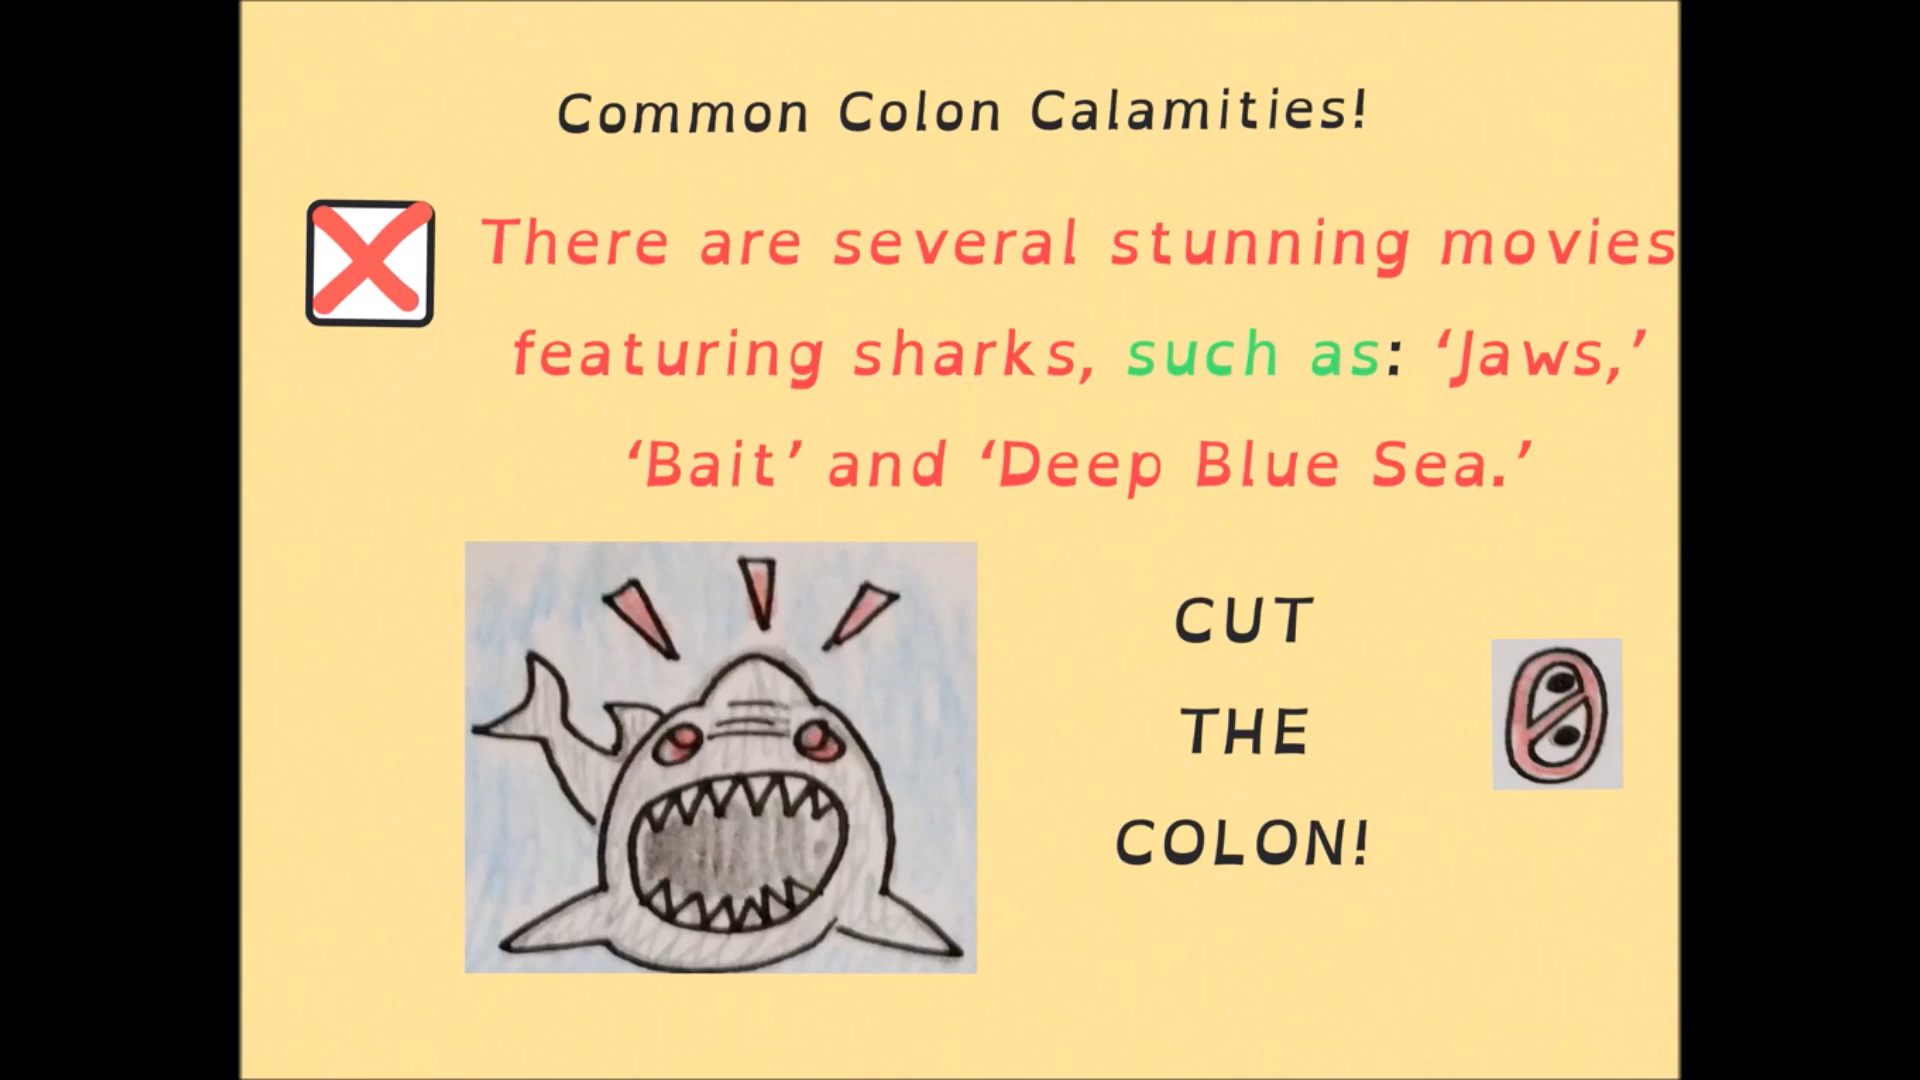 Common Colon Calamities!
There are several stunning movies
featuring sharks, such as: ‘Jaws,’
‘Bait’ and ‘Deep Blue Sea.’
CUT
THE
COLON!